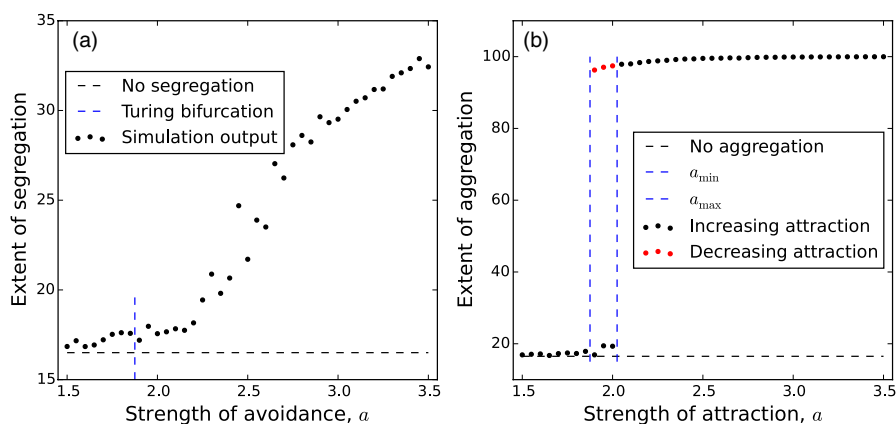 (a)
35
30
25
20
15
Extent of segregation
No segregation
Turing bifurcation
Simulation output
1.5 2.0 2.5 3.0 3.5
Strength of avoidance, a
(b)
100
80
60
40
20
0
Extent of aggregation
No aggregation
a_min
a_max
Increasing attraction
Decreasing attraction
1.5 2.0 2.5 3.0 3.5
Strength of attraction, a